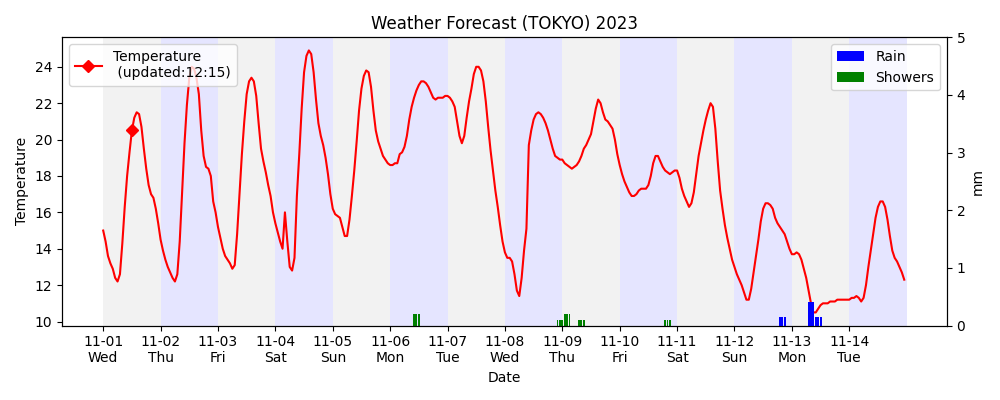 Weather Forecast (TOKYO) 2023
Temperature
(updated:12:15)
Rain
Showers
Temperature
24
22
20
18
16
14
12
10
5
4
3
2
1
0
mm
11-01 11-02 11-03 11-04 11-05 11-06 11-07 11-08 11-09 11-10 11-11 11-12 11-13 11-14
Wed Thu Fri Sat Sun Mon Tue Wed Thu Fri Sat Sun Mon Tue
Date